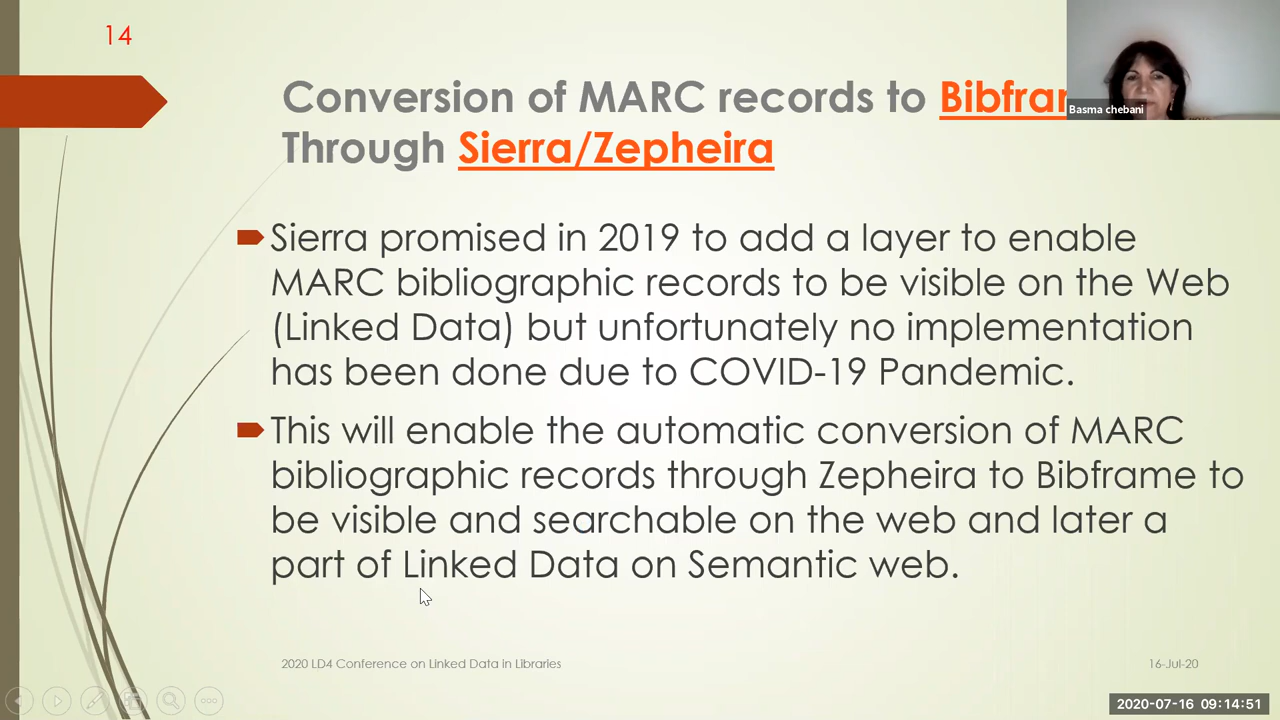 14
Conversion of MARC records to
Through Sierra/Zepheira
Basma chebani
Sierra promised in 2019 to add a layer to enable
MARC bibliographic records to be visible on the Web
(Linked Data) but unfortunately no implementation
has been done due to COVID-19 Pandemic.
This will enable the automatic conversion of MARC
bibliographic records through Zepheira to Bibframe to
be visible and searchable on the web and later a
part of Linked Data on Semantic web.
2020 LD4 Conference on Linked Data in Libraries
16-Jul-20
2020-07-16 09:14:51